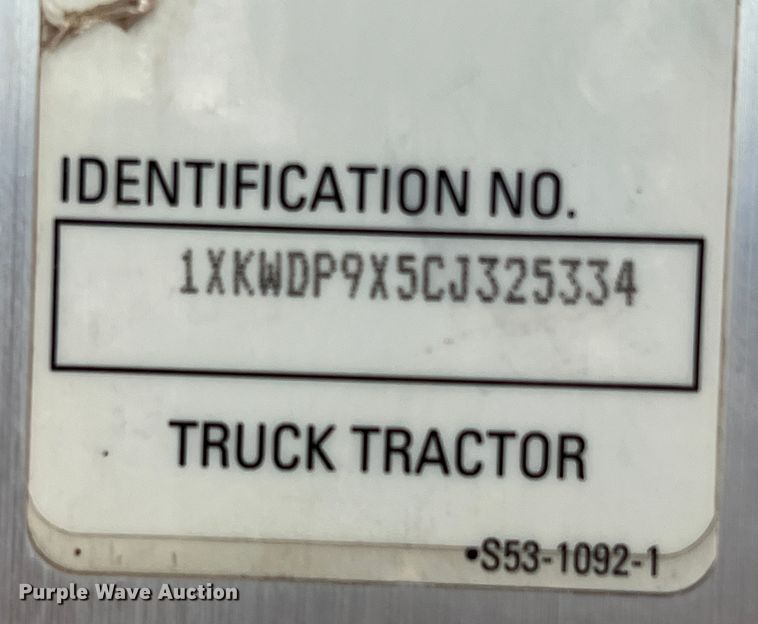 IDENTIFICATION NO.
1XKWDP9X5CJ325334
TRUCK TRACTOR
•S53-1092-1
Purple Wave Auction